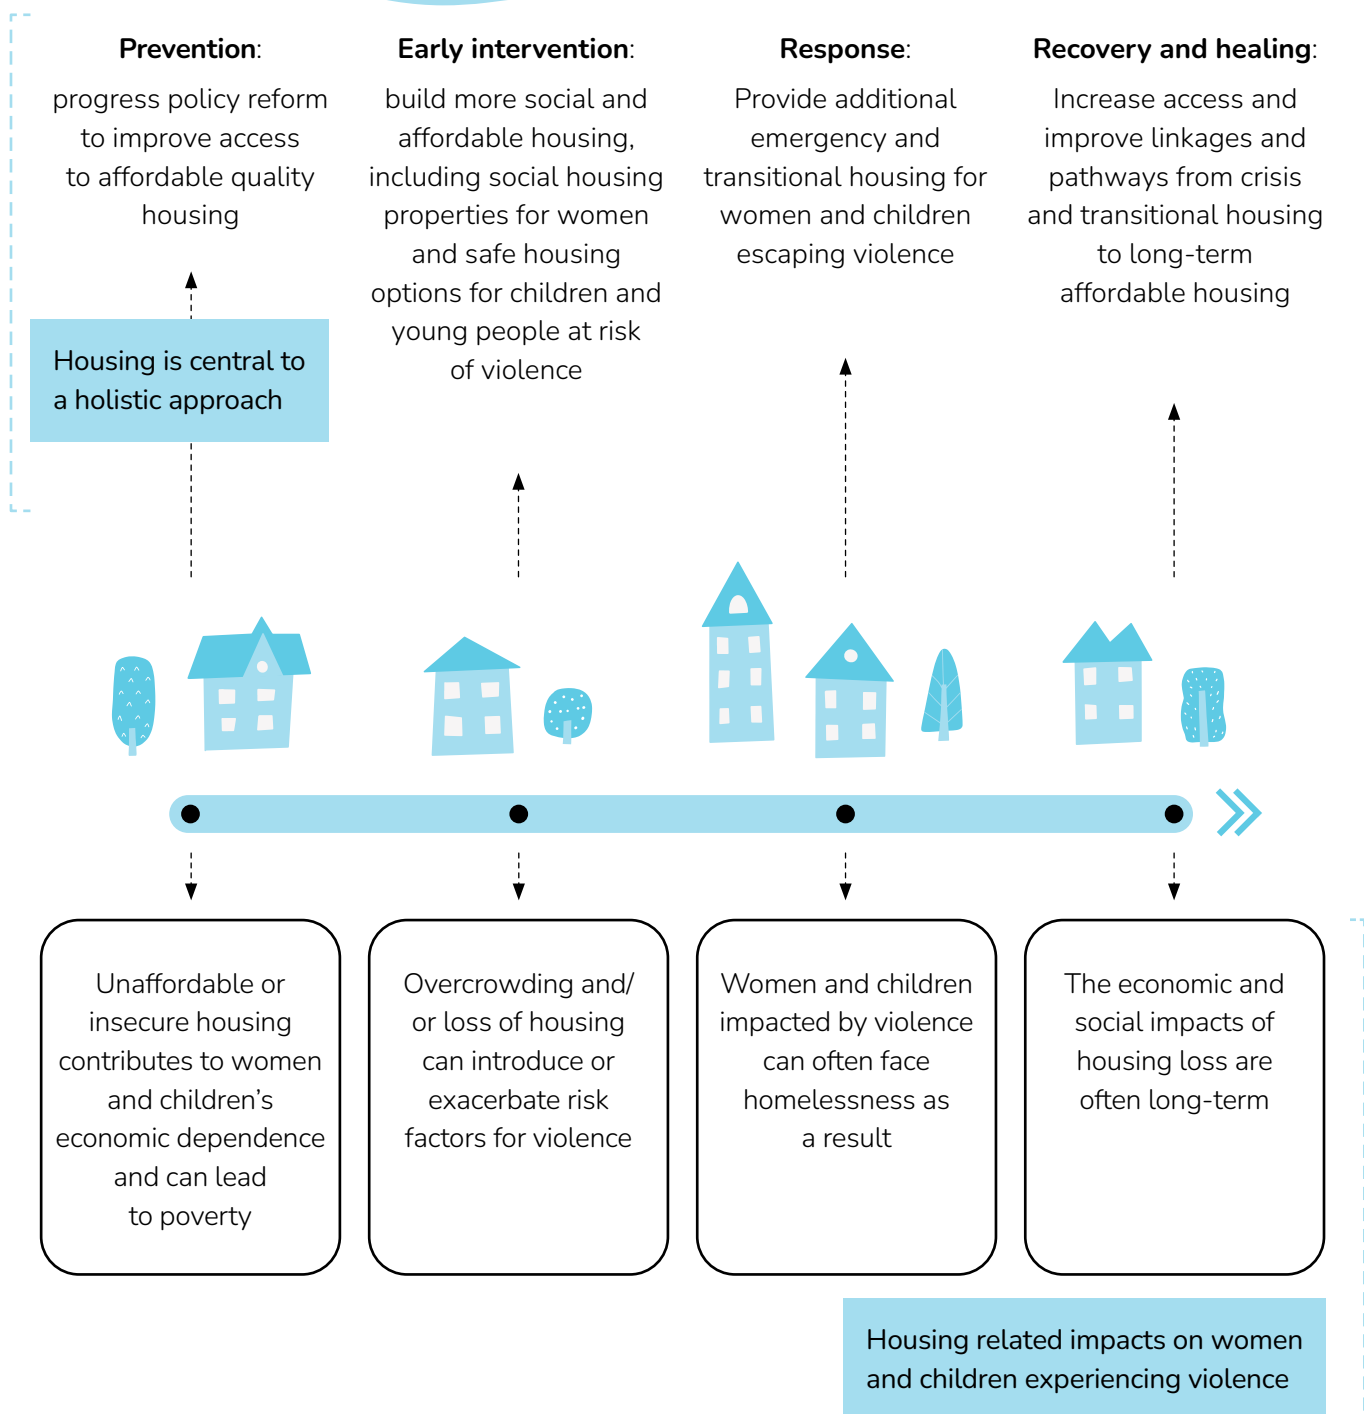 Prevention:
progress policy reform
to improve access
to affordable quality
housing
Housing is central to
a holistic approach
Early intervention:
build more social and
affordable housing,
including social housing
properties for women
and safe housing
options for children and
young people at risk
of violence
Response:
Provide additional
emergency and
transitional housing for
women and children
escaping violence
Recovery and healing:
Increase access and
improve linkages and
pathways from crisis
and transitional housing
to long-term
affordable housing
Unaffordable or
insecure housing
contributes to women
and children’s
economic dependence
and can lead
to poverty
Overcrowding and/
or loss of housing
can introduce or
exacerbate risk
factors for violence
Women and children
impacted by violence
can often face
homelessness as
a result
The economic and
social impacts of
housing loss are
often long-term
Housing related impacts on women
and children experiencing violence